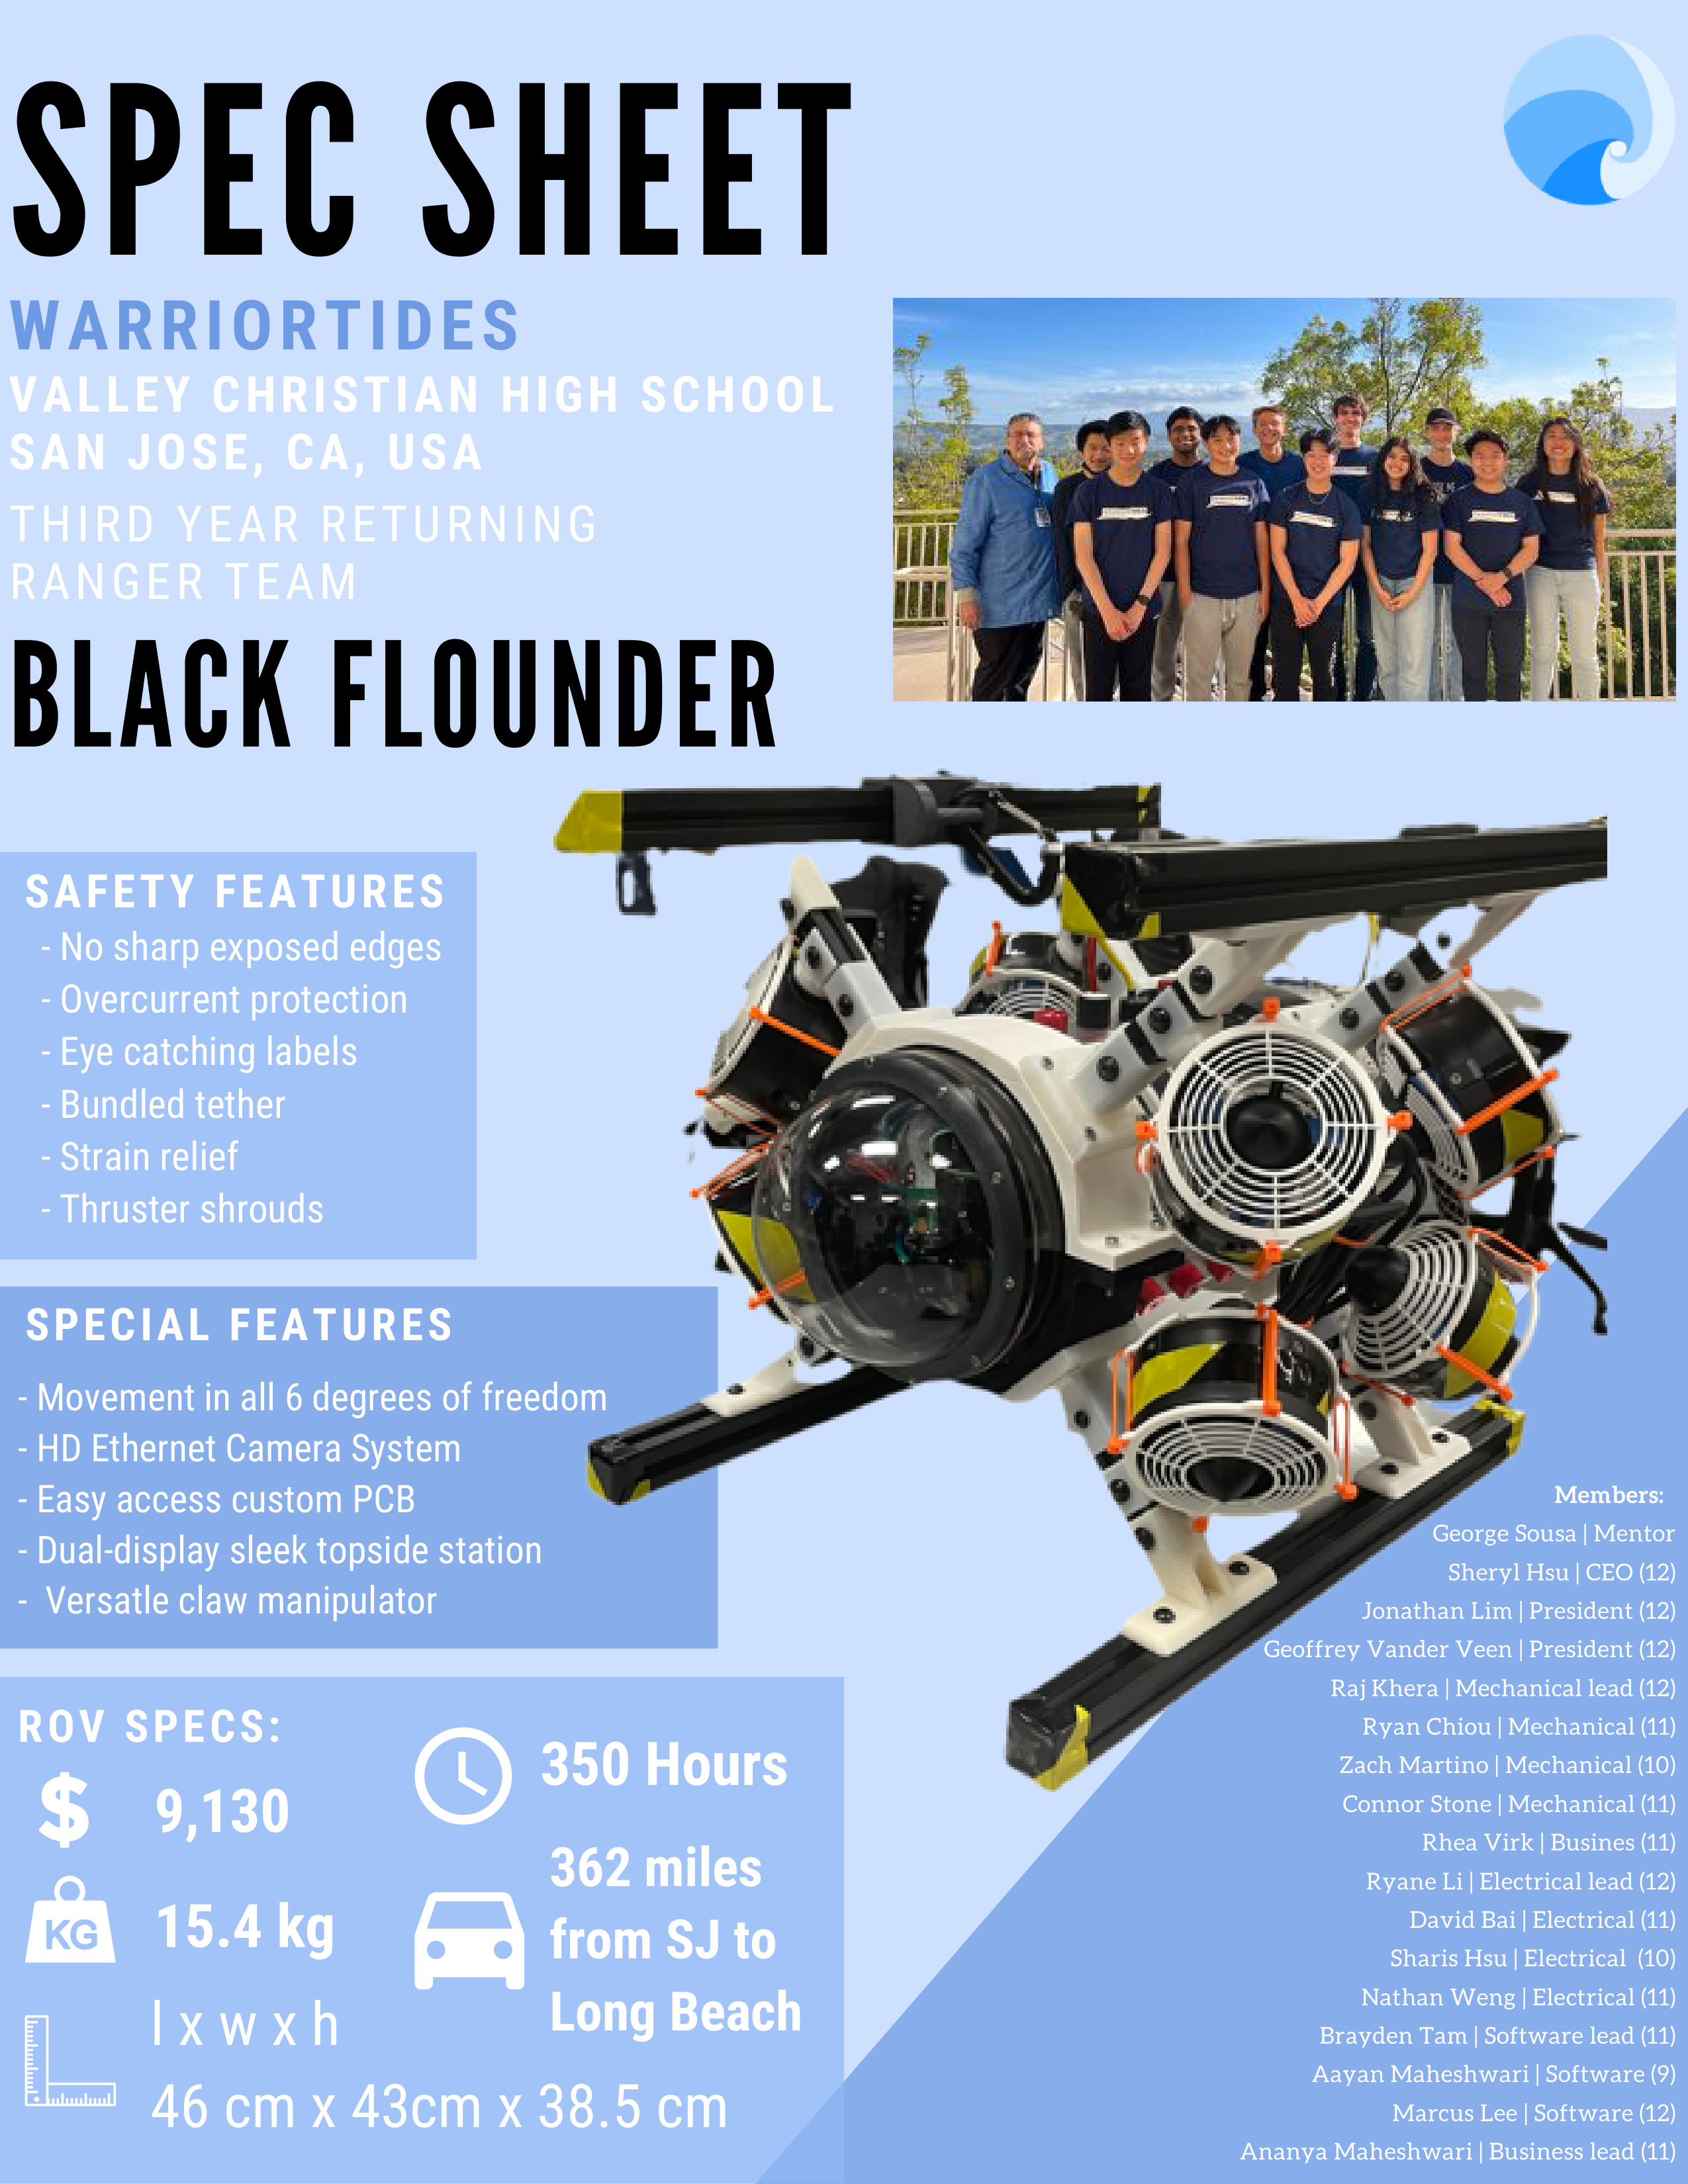 SPEC SHEET
WARRIORTIDES
VALLEY CHRISTIAN HIGH SCHOOL
SAN JOSE, CA, USA
THIRD YEAR RETURNING
RANGER TEAM
BLACK FLOUNDER
SAFETY FEATURES
- No sharp exposed edges
- Overcurrent protection
- Eye catching labels
- Bundled tether
- Strain relief
- Thruster shrouds
SPECIAL FEATURES
- Movement in all 6 degrees of freedom
- HD Ethernet Camera System
- Easy access custom PCB
- Dual-display sleek topside station
- Versatle claw manipulator
ROV SPECS:
$ 9,130
KG 15.4 kg
l x w x h
46 cm x 43cm x 38.5 cm
350 Hours
362 miles
from SJ to
Long Beach
Members:
George Sousa | Mentor
Sheryl Hsu | CEO (12)
Jonathan Lim | President (12)
Geoffrey Vander Veen | President (12)
Raj Khera | Mechanical lead (12)
Ryan Chiou | Mechanical (11)
Zach Martino | Mechanical (10)
Connor Stone | Mechanical (11)
Rhea Virk | Busines (11)
Ryane Li | Electrical lead (12)
David Bai | Electrical (11)
Sharis Hsu | Electrical (10)
Nathan Weng | Electrical (11)
Brayden Tam | Software lead (11)
Aayan Maheshwari | Software (9)
Marcus Lee | Software (12)
Ananya Maheshwari | Business lead (11)